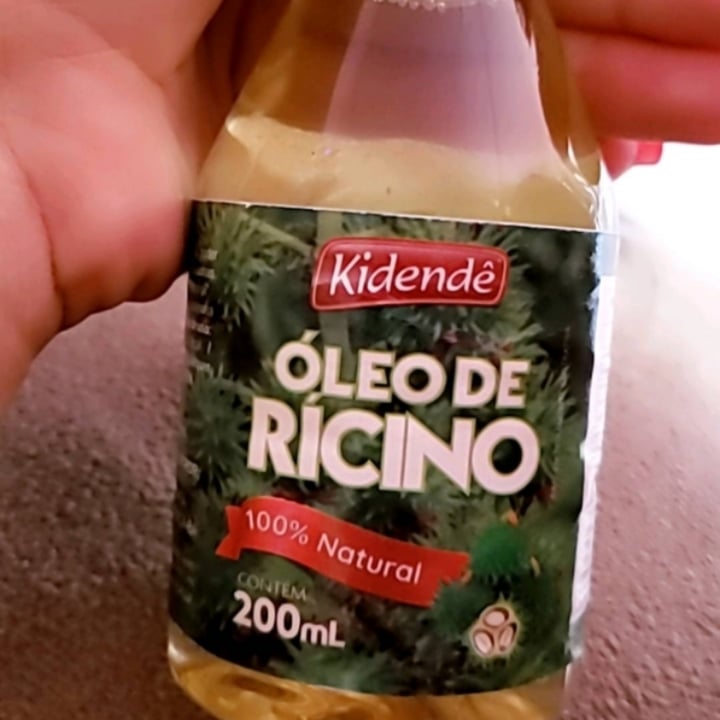 Kidendê
ÓLEO DE
RÍCINO
100% Natural
CONTÉM
200mL